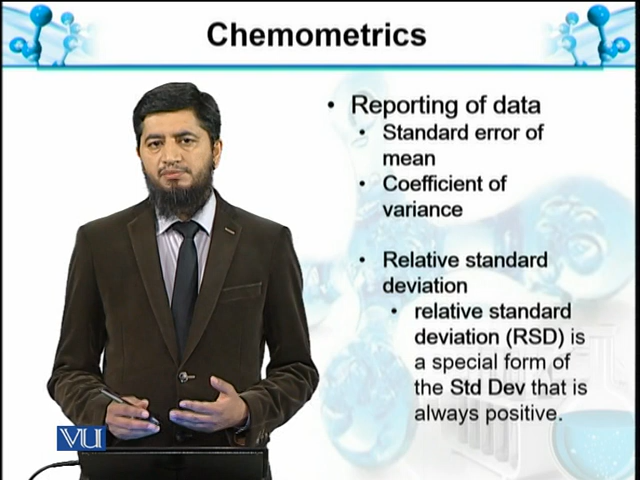 Chemometrics
• Reporting of data
• Standard error of
mean
• Coefficient of
variance
• Relative standard
deviation
• relative standard
deviation (RSD) is
a special form of
the Std Dev that is
always positive.
VU